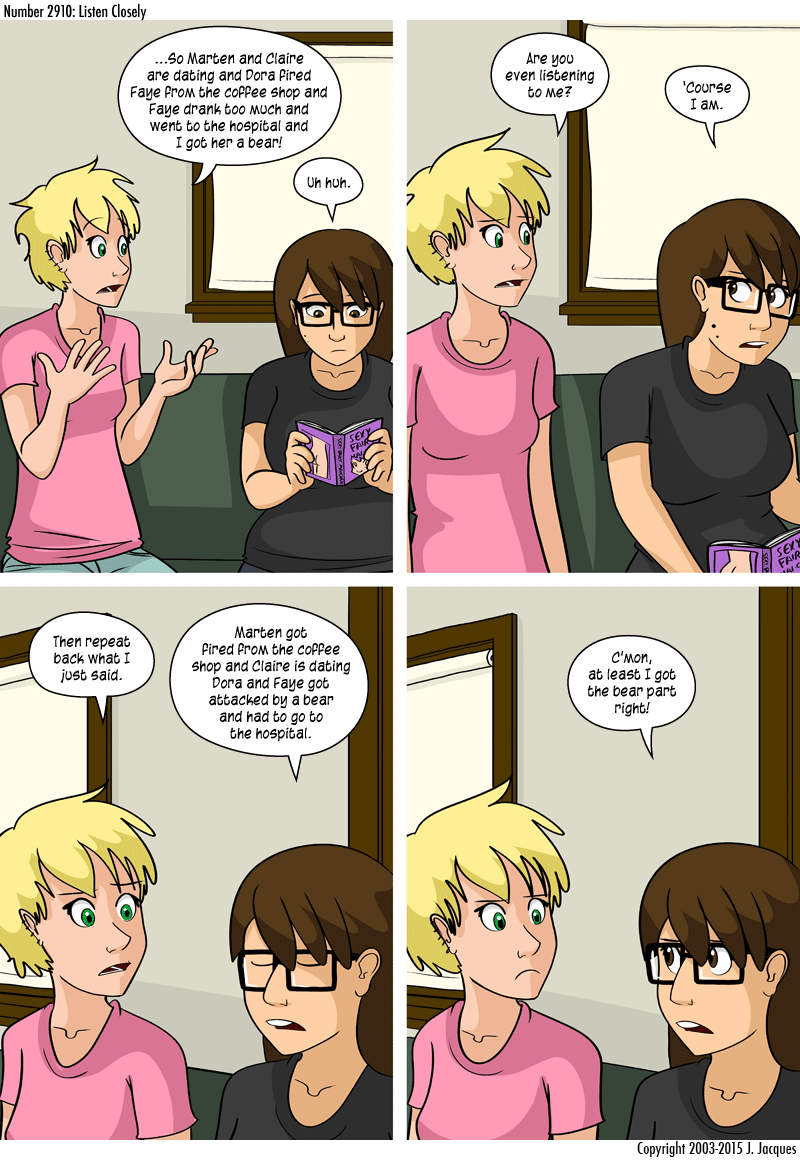 Number 2910: Listen Closely
...So Marten and Claire
are dating and Dora fired
Faye from the coffee shop and
Faye drank too much and
went to the hospital and
I got her a bear!
Uh huh.
SEXY
FAIR
Are you
even listening
to me?
'Course
I am.
SEXY
FAIR
Then repeat
back what I
just said.
Marten got
fired from the coffee
shop and Claire is dating
Dora and Faye got
attacked by a bear
and had to go to
the hospital.
C'mon,
at least I got
the bear part
right!
Copyright 2003-2015 J. Jacques